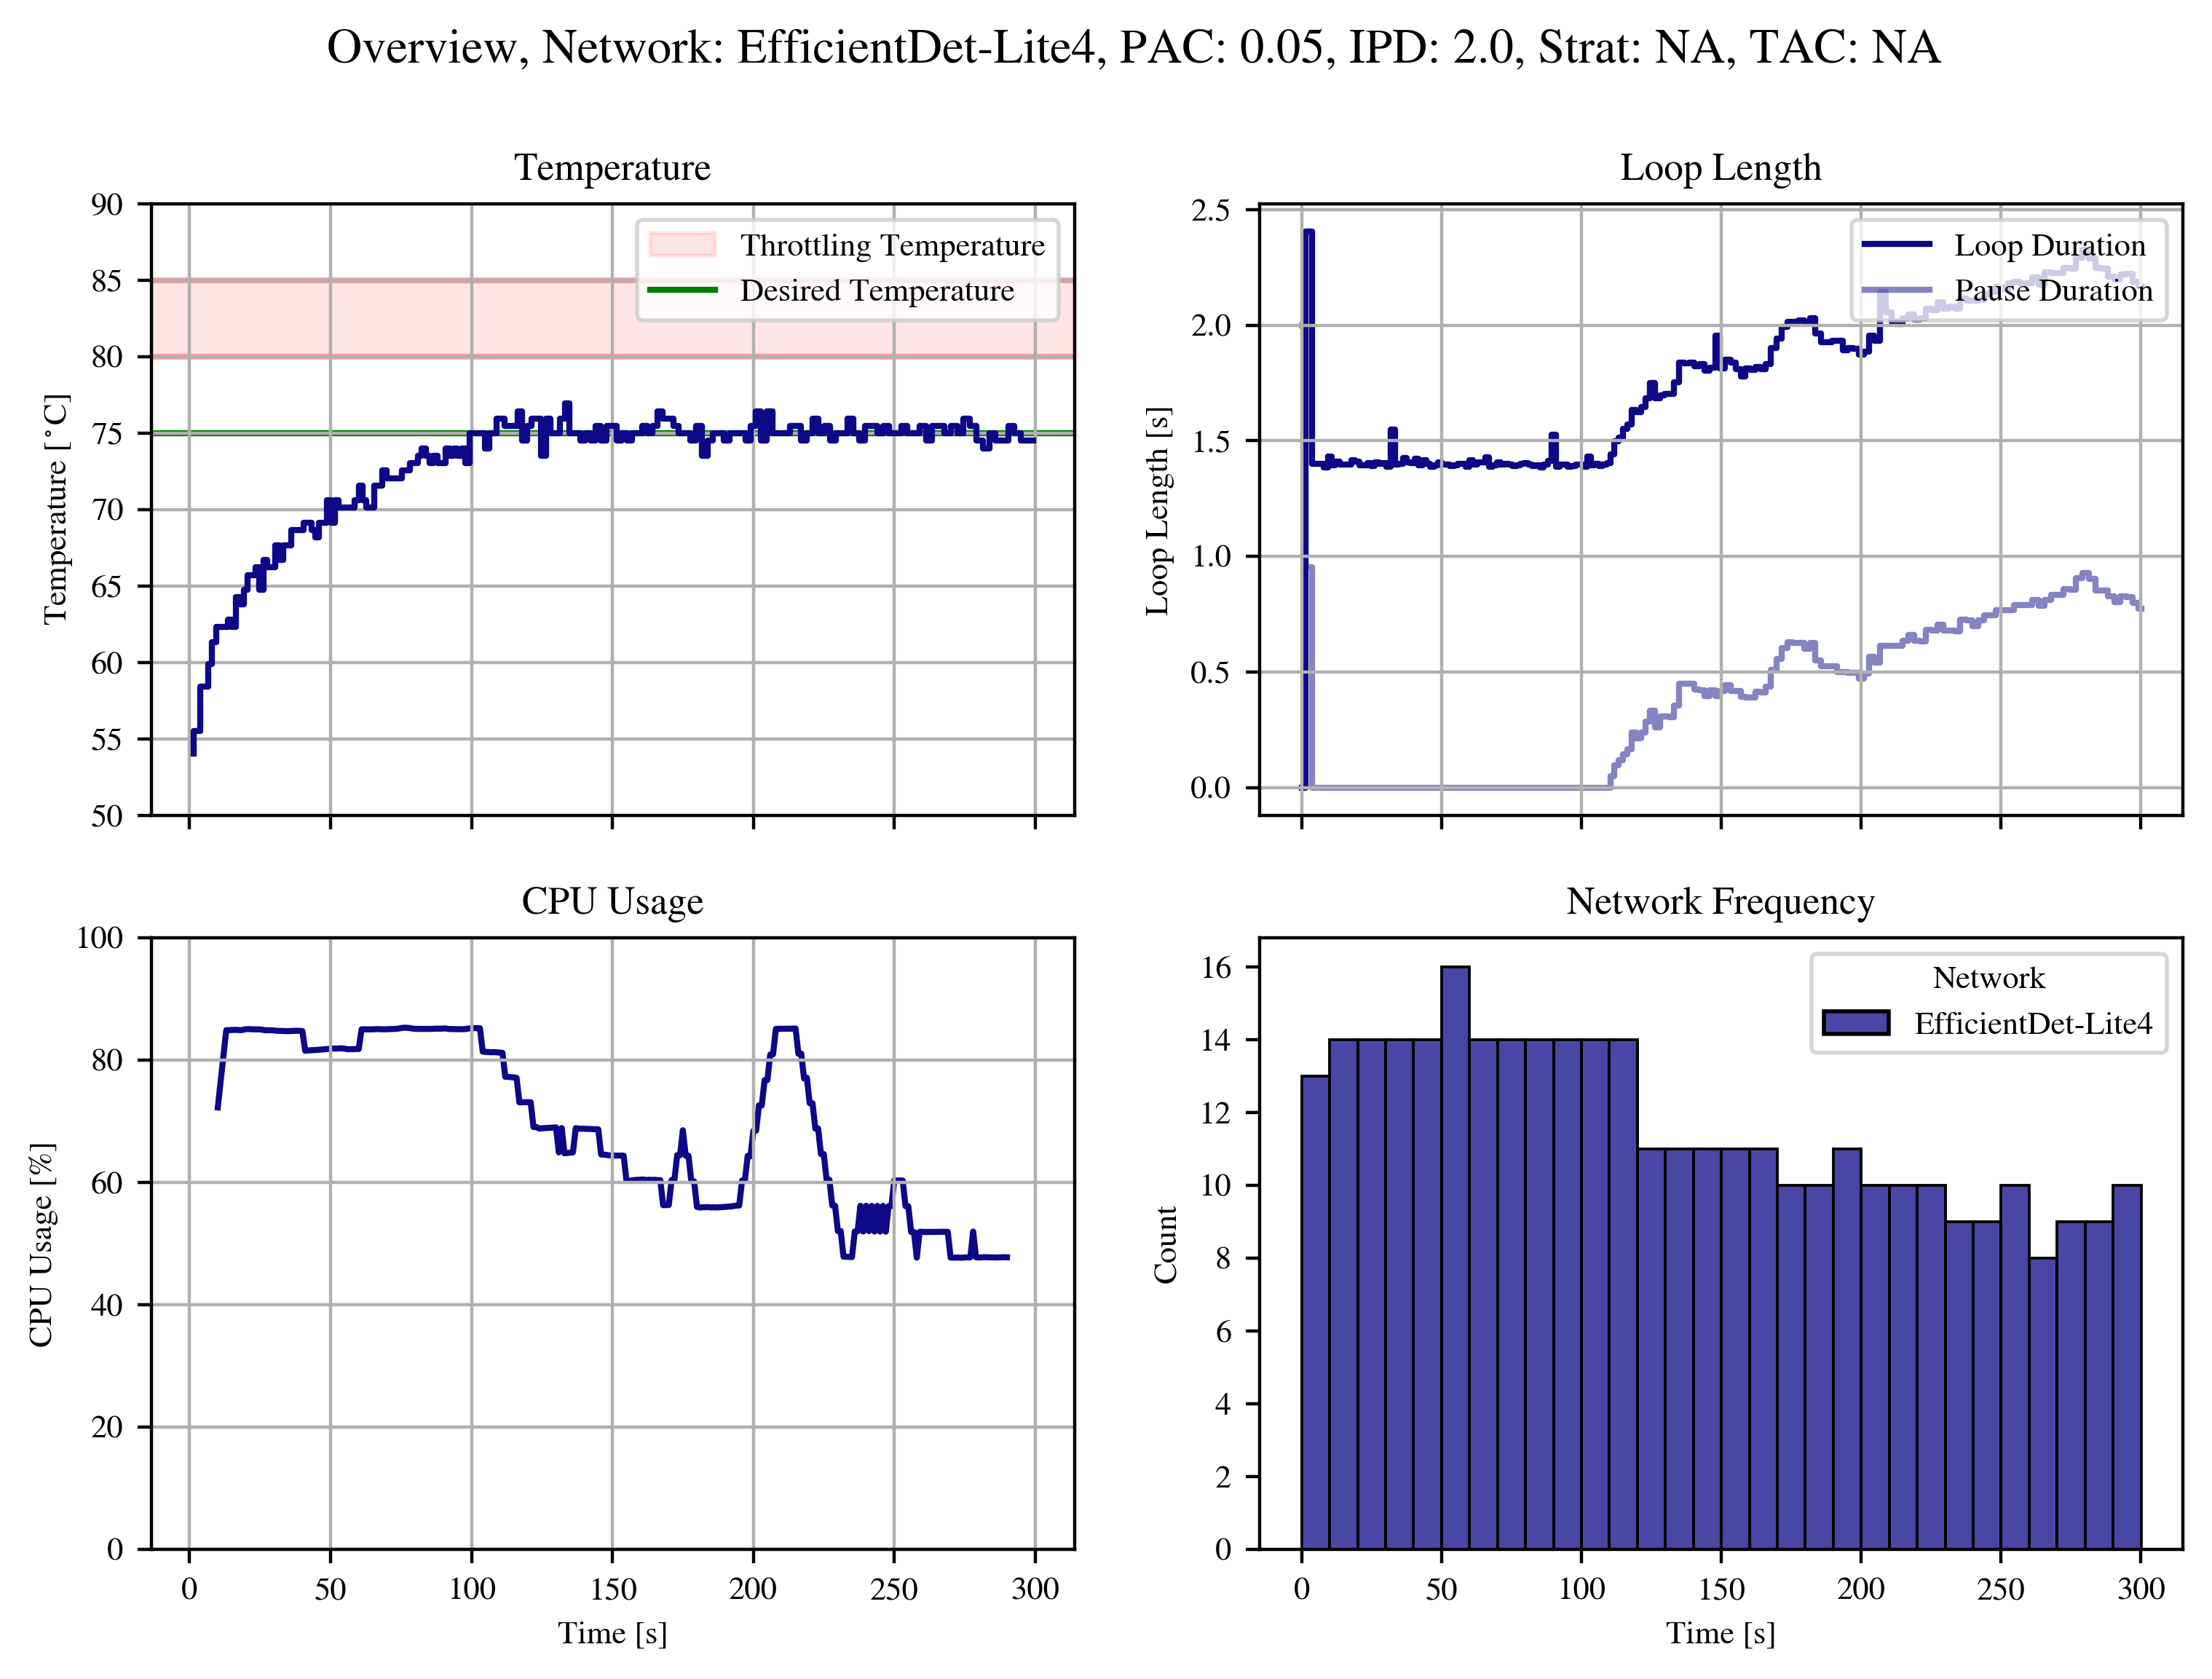 Overview, Network: EfficientDet-Lite4, PAC: 0.05, IPD: 2.0, Strat: NA, TAC: NA
Temperature
90
85
80
75
70
65
60
55
50
Temperature [°C]
Throttling Temperature
Desired Temperature
Loop Length
2.5
2.0
1.5
1.0
0.5
0.0
Loop Length [s]
Loop Duration
Pause Duration
CPU Usage
100
80
60
40
20
0
CPU Usage [%]
0 50 100 150 200 250 300
Time [s]
Network Frequency
16
14
12
10
8
6
4
2
0
Count
Network
EfficientDet-Lite4
0 50 100 150 200 250 300
Time [s]